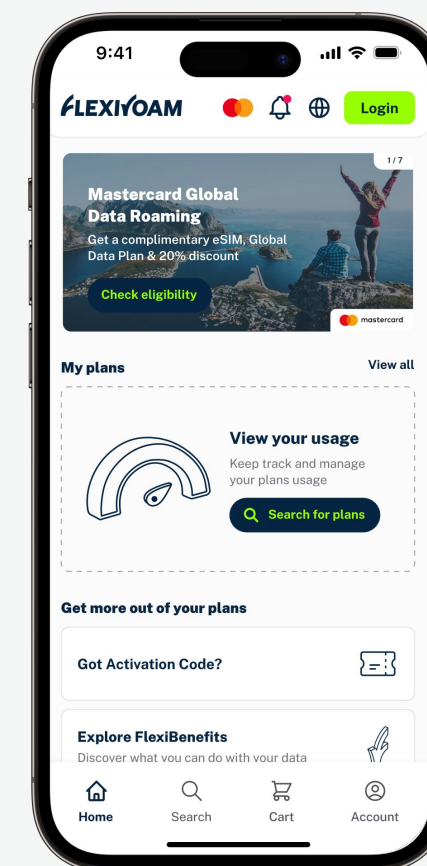 9:41
FLEXIROAM
Login
1/7
Mastercard Global
Data Roaming
Get a complimentary eSIM, Global
Data Plan & 20% discount
Check eligibility
mastercard
My plans
View all
View your usage
Keep track and manage
your plans usage
Search for plans
Get more out of your plans
Got Activation Code?
Explore FlexiBenefits
Discover what you can do with your data
Home
Search
Cart
Account